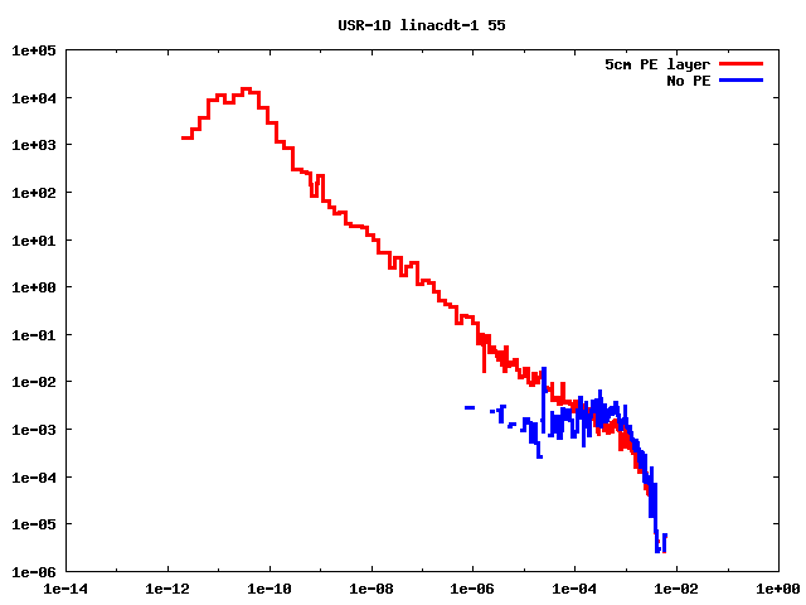 USR-1D linacdt-1 55
5cm PE layer
No PE
1e+05
1e+04
1e+03
1e+02
1e+01
1e+00
1e-01
1e-02
1e-03
1e-04
1e-05
1e-06
1e-14 1e-12 1e-10 1e-08 1e-06 1e-04 1e-02 1e+00